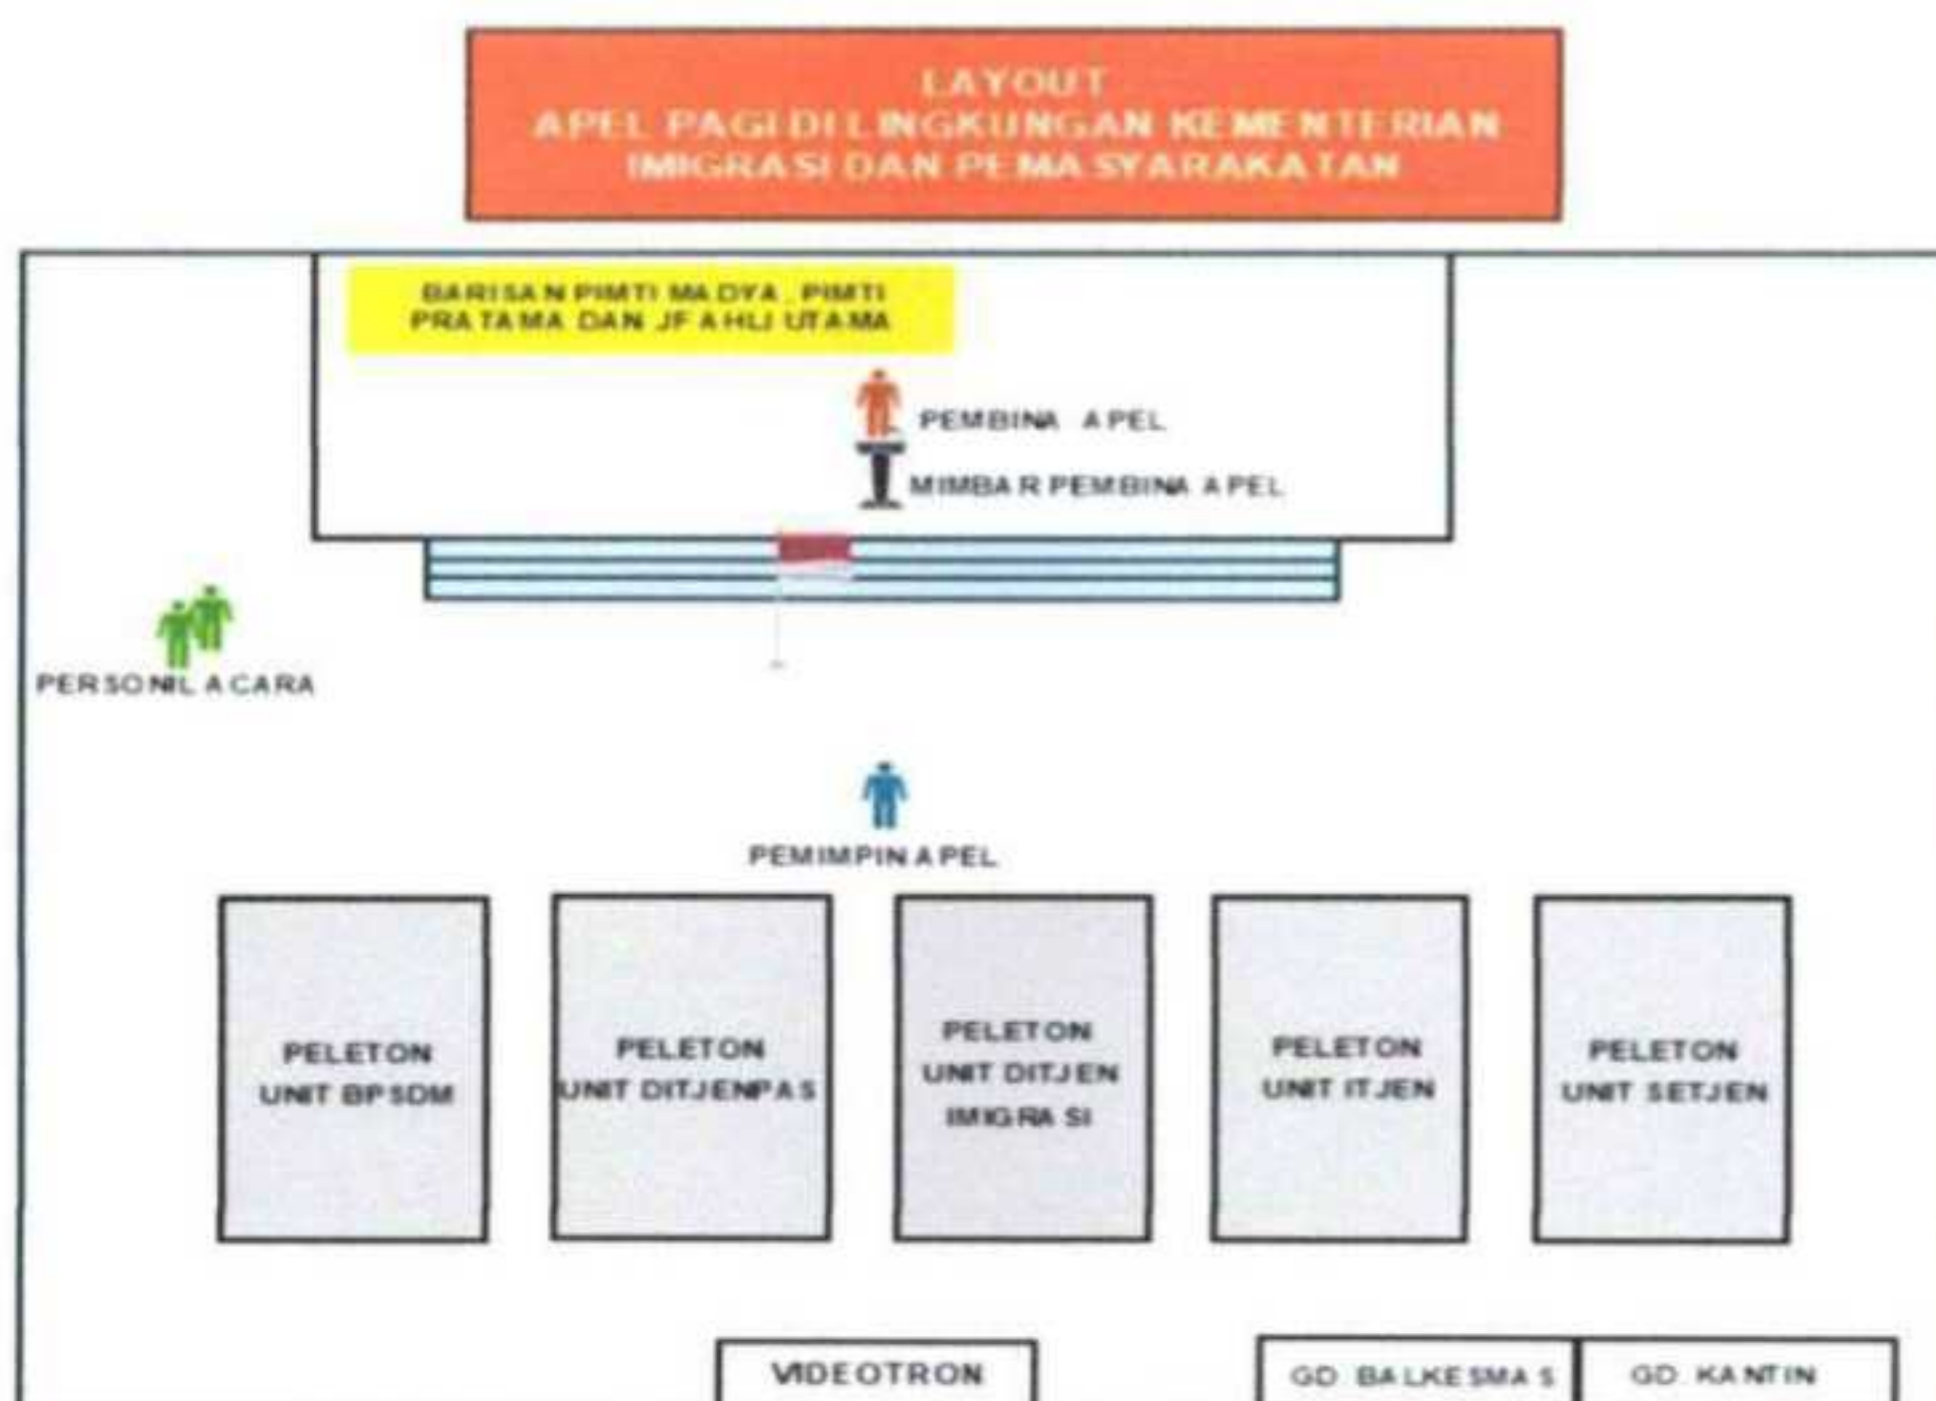 LAYOUT
APEL PAGI DI LINGKUNGAN KEMENTERIAN
IMIGRASI DAN PEMASYARAKATAN
BARISAN PIMTI MADYA, PIMTI
PRATAMA DAN JF AHLI UTAMA
PEMBINA APEL
MIMBAR PEMBINA APEL
PERSONIL ACARA
PEMIMPIN APEL
PELETON
UNIT BPSDM
PELETON
UNIT DITJENPAS
PELETON
UNIT DITJEN
IMIGRASI
PELETON
UNIT ITJEN
PELETON
UNIT SETJEN
VIDEOTRON
GD BALKESMAS
GD KANTIN